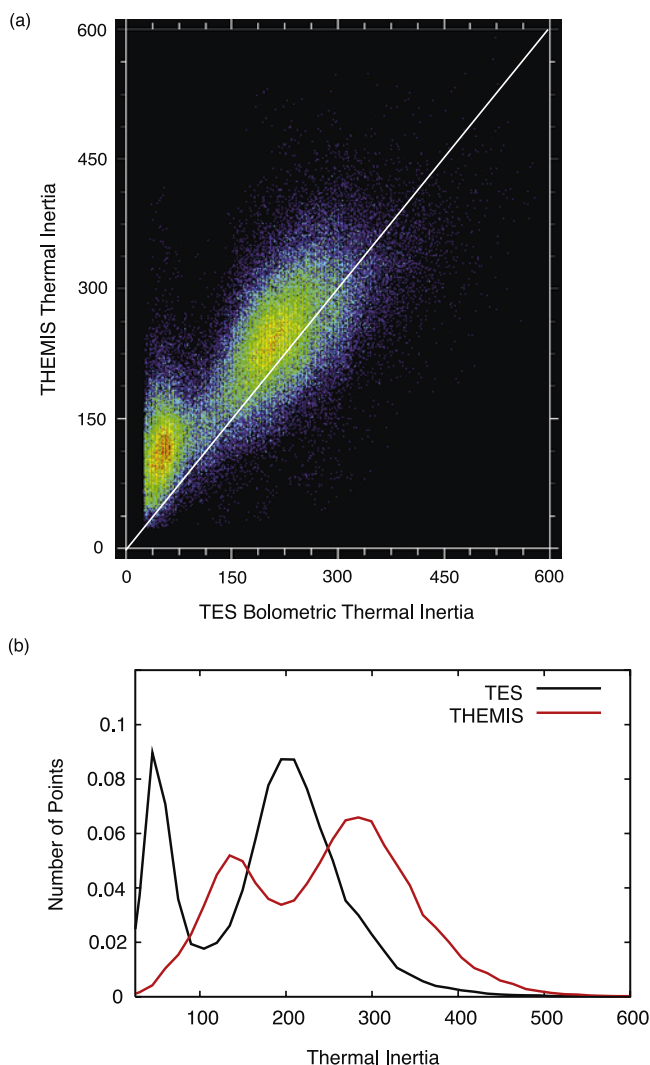 (a)
600
450
300
150
0
THEMIS Thermal Inertia
0 150 300 450 600
TES Bolometric Thermal Inertia
(b)
TES
THEMIS
0.1
0.08
0.06
0.04
0.02
0
Number of Points
100 200 300 400 500 600
Thermal Inertia